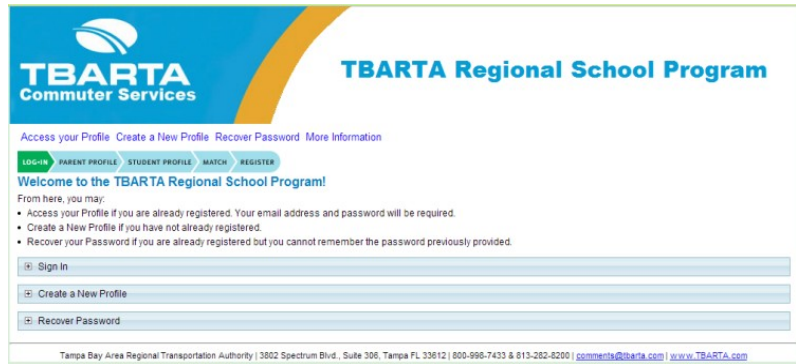 TBARTA
Commuter Services
TBARTA Regional School Program
Access your Profile Create a New Profile Recover Password More Information
LOG-IN PARENT PROFILE STUDENT PROFILE MATCH REGISTER
Welcome to the TBARTA Regional School Program!
From here, you may:
• Access your Profile if you are already registered. Your email address and password will be required.
• Create a New Profile if you have not already registered.
• Recover your Password if you are already registered but you cannot remember the password previously provided.
Sign In
Create a New Profile
Recover Password
Tampa Bay Area Regional Transportation Authority | 3802 Spectrum Blvd., Suite 306, Tampa FL 33612 | 800-998-7433 & 813-282-8200 | comments@tbarta.com | www.TBARTA.com